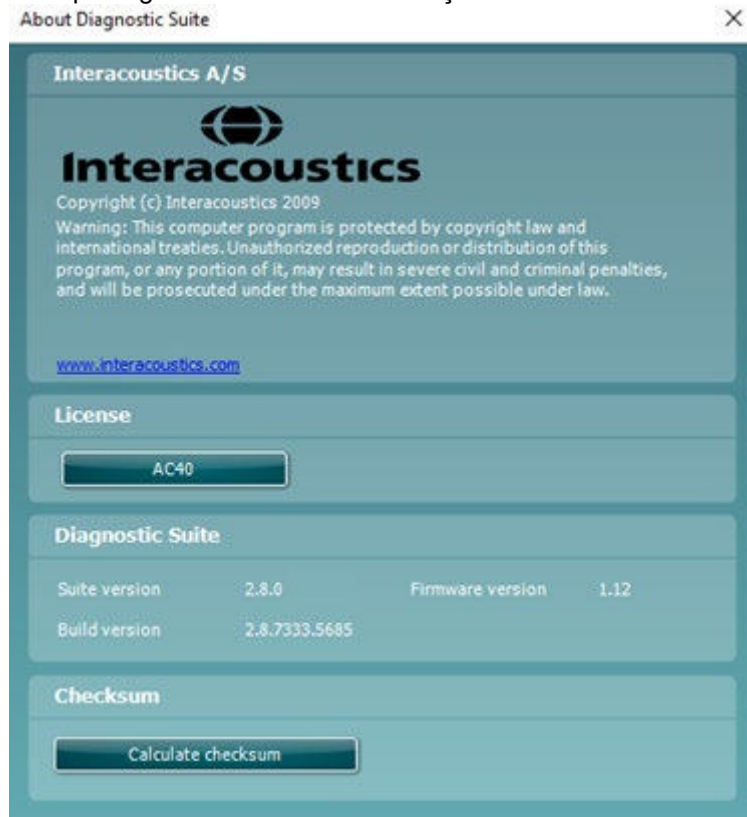 About Diagnostic Suite
Interacoustics A/S
Interacoustics
Copyright (c) Interacoustics 2009
Warning: This computer program is protected by copyright law and
international treaties. Unauthorized reproduction or distribution of this
program, or any portion of it, may result in severe civil and criminal penalties,
and will be prosecuted under the maximum extent possible under law.
www.interacoustics.com
License
AC40
Diagnostic Suite
Suite version 2.8.0 Firmware version 1.12
Build version 2.8.7333.5685
Checksum
Calculate checksum